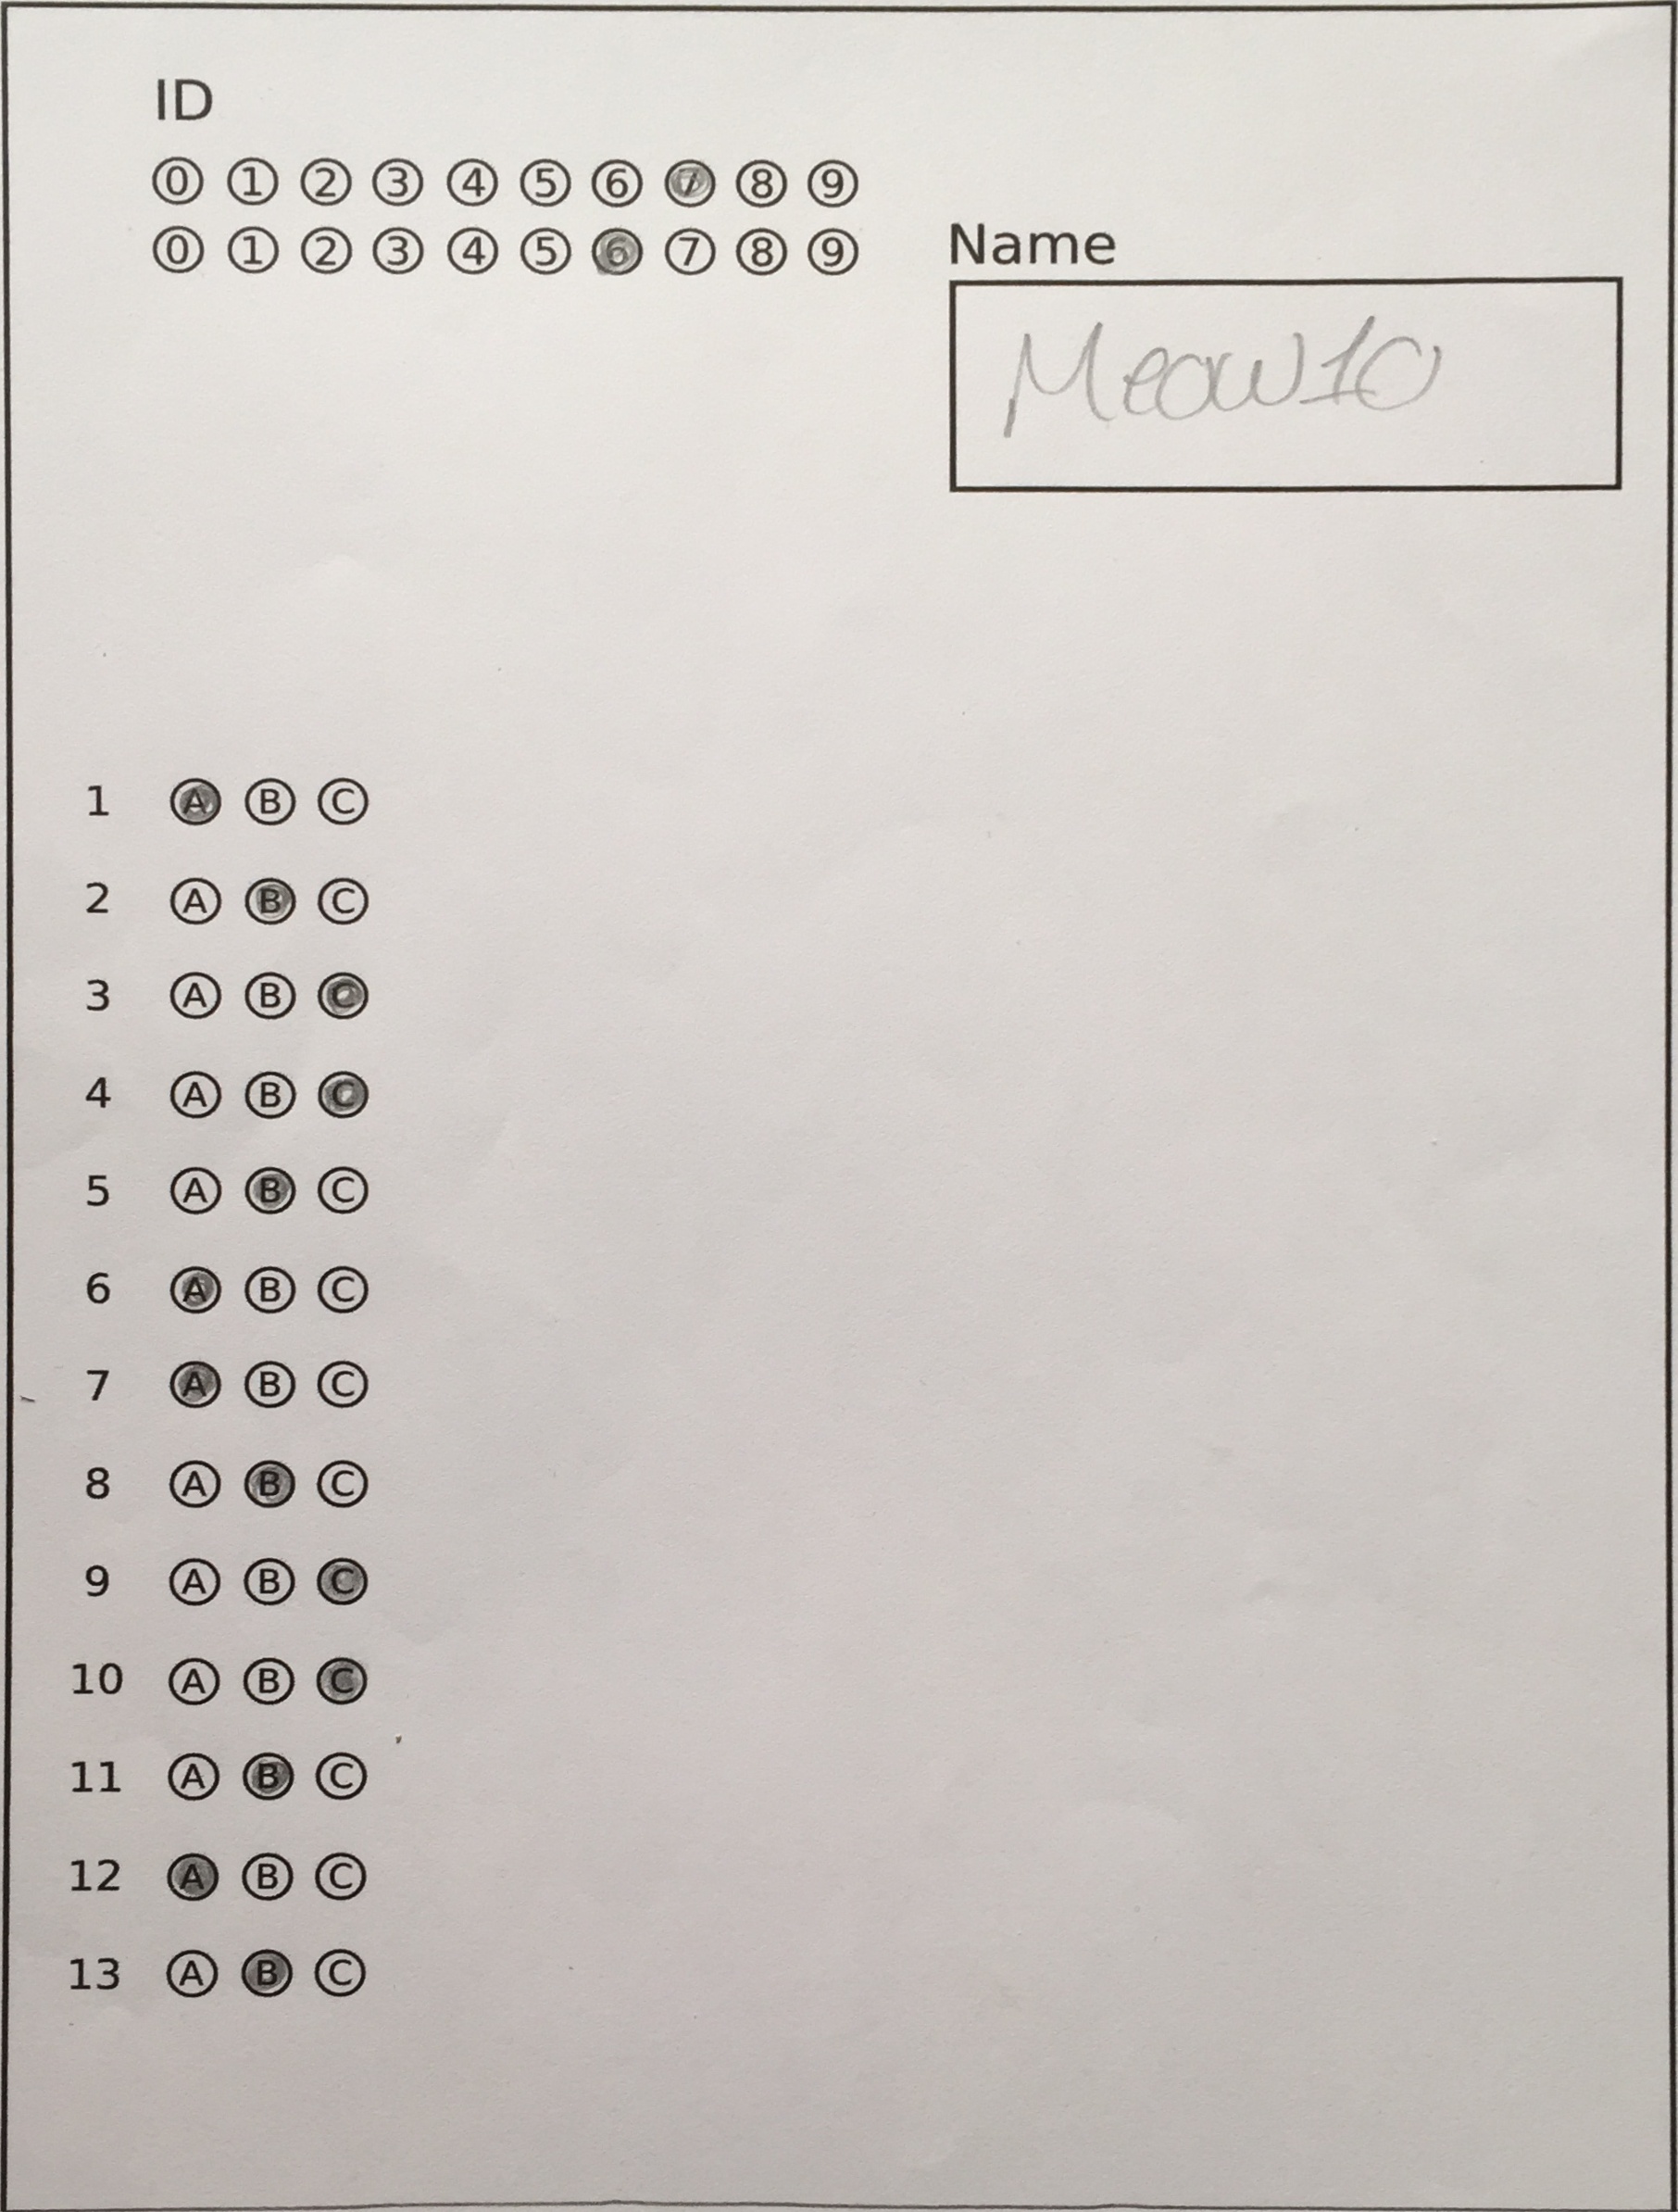 ID
0 1 2 3 4 5 6 7 8 9
0 1 2 3 4 5 6 7 8 9
Name
Meow10
1 A B C
2 A B C
3 A B C
4 A B C
5 A B C
6 A B C
7 A B C
8 A B C
9 A B C
10 A B C
11 A B C
12 A B C
13 A B C